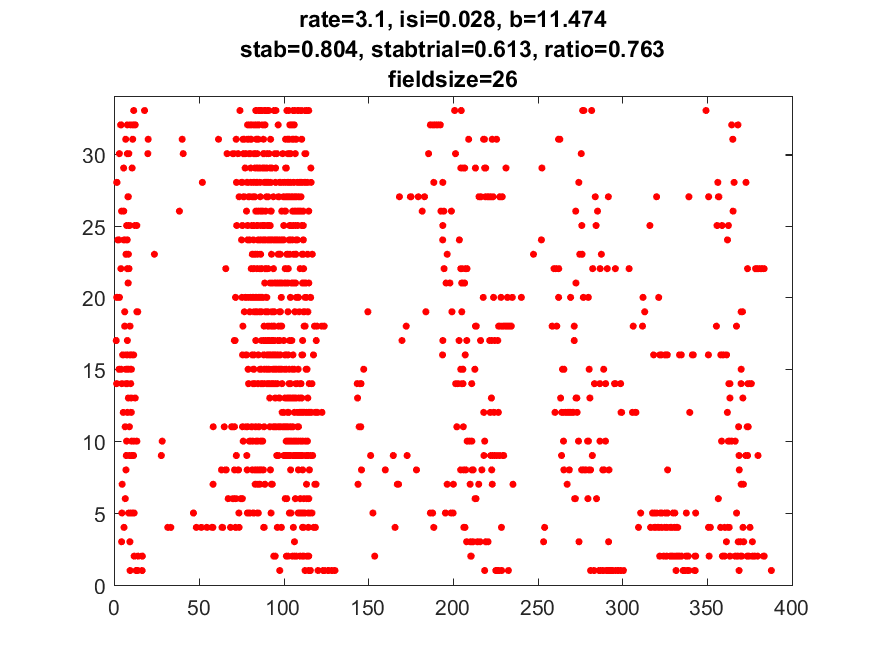 rate=3.1, isi=0.028, b=11.474
stab=0.804, stabtrial=0.613, ratio=0.763
fieldsize=26
30
25
20
15
10
5
0
0 50 100 150 200 250 300 350 400